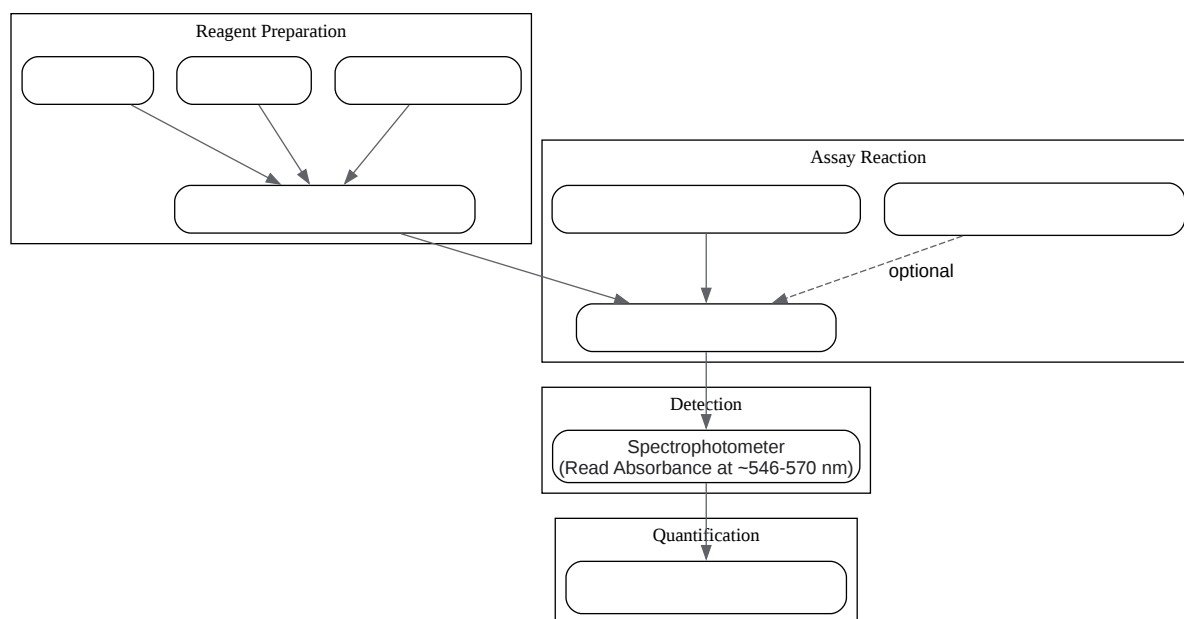 Reagent Preparation
Assay Reaction
optional
Detection
Spectrophotometer
(Read Absorbance at ~546-570 nm)
Quantification